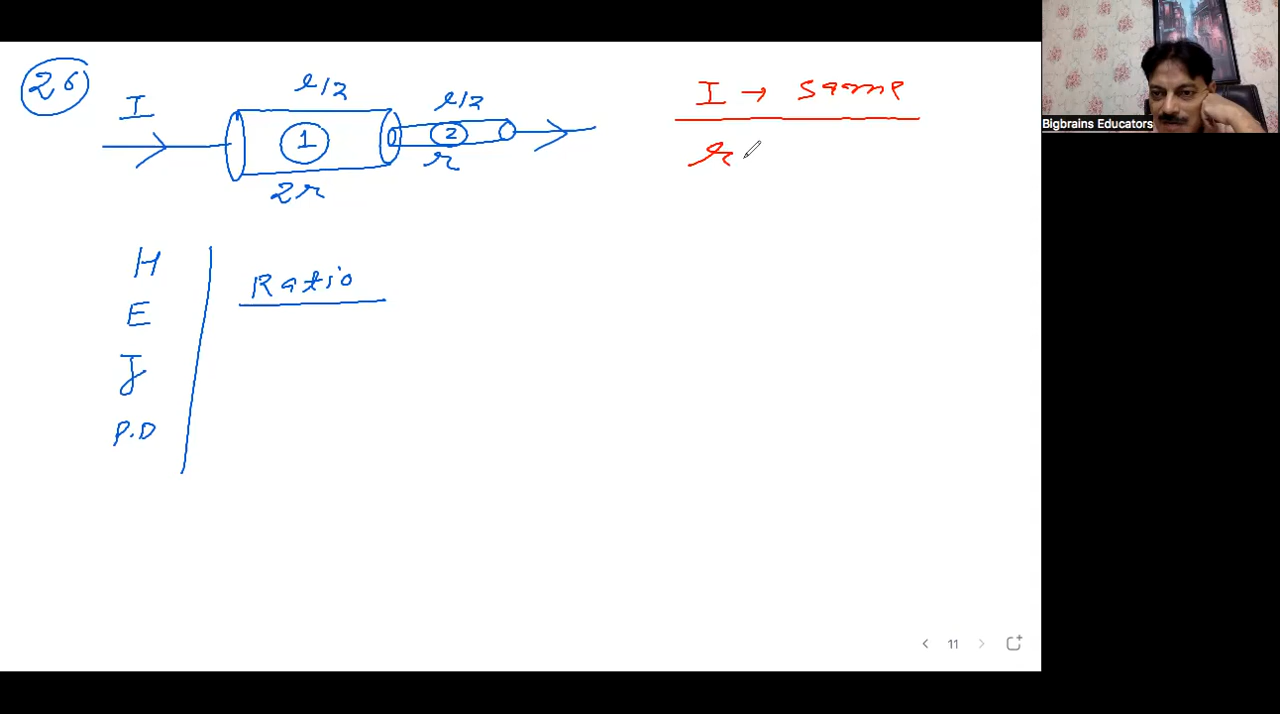 26
I
l/2
l/2
1
2
2r
r
H
E
J
P.D
Ratio
I → same
r
Bigbrains Educators
11